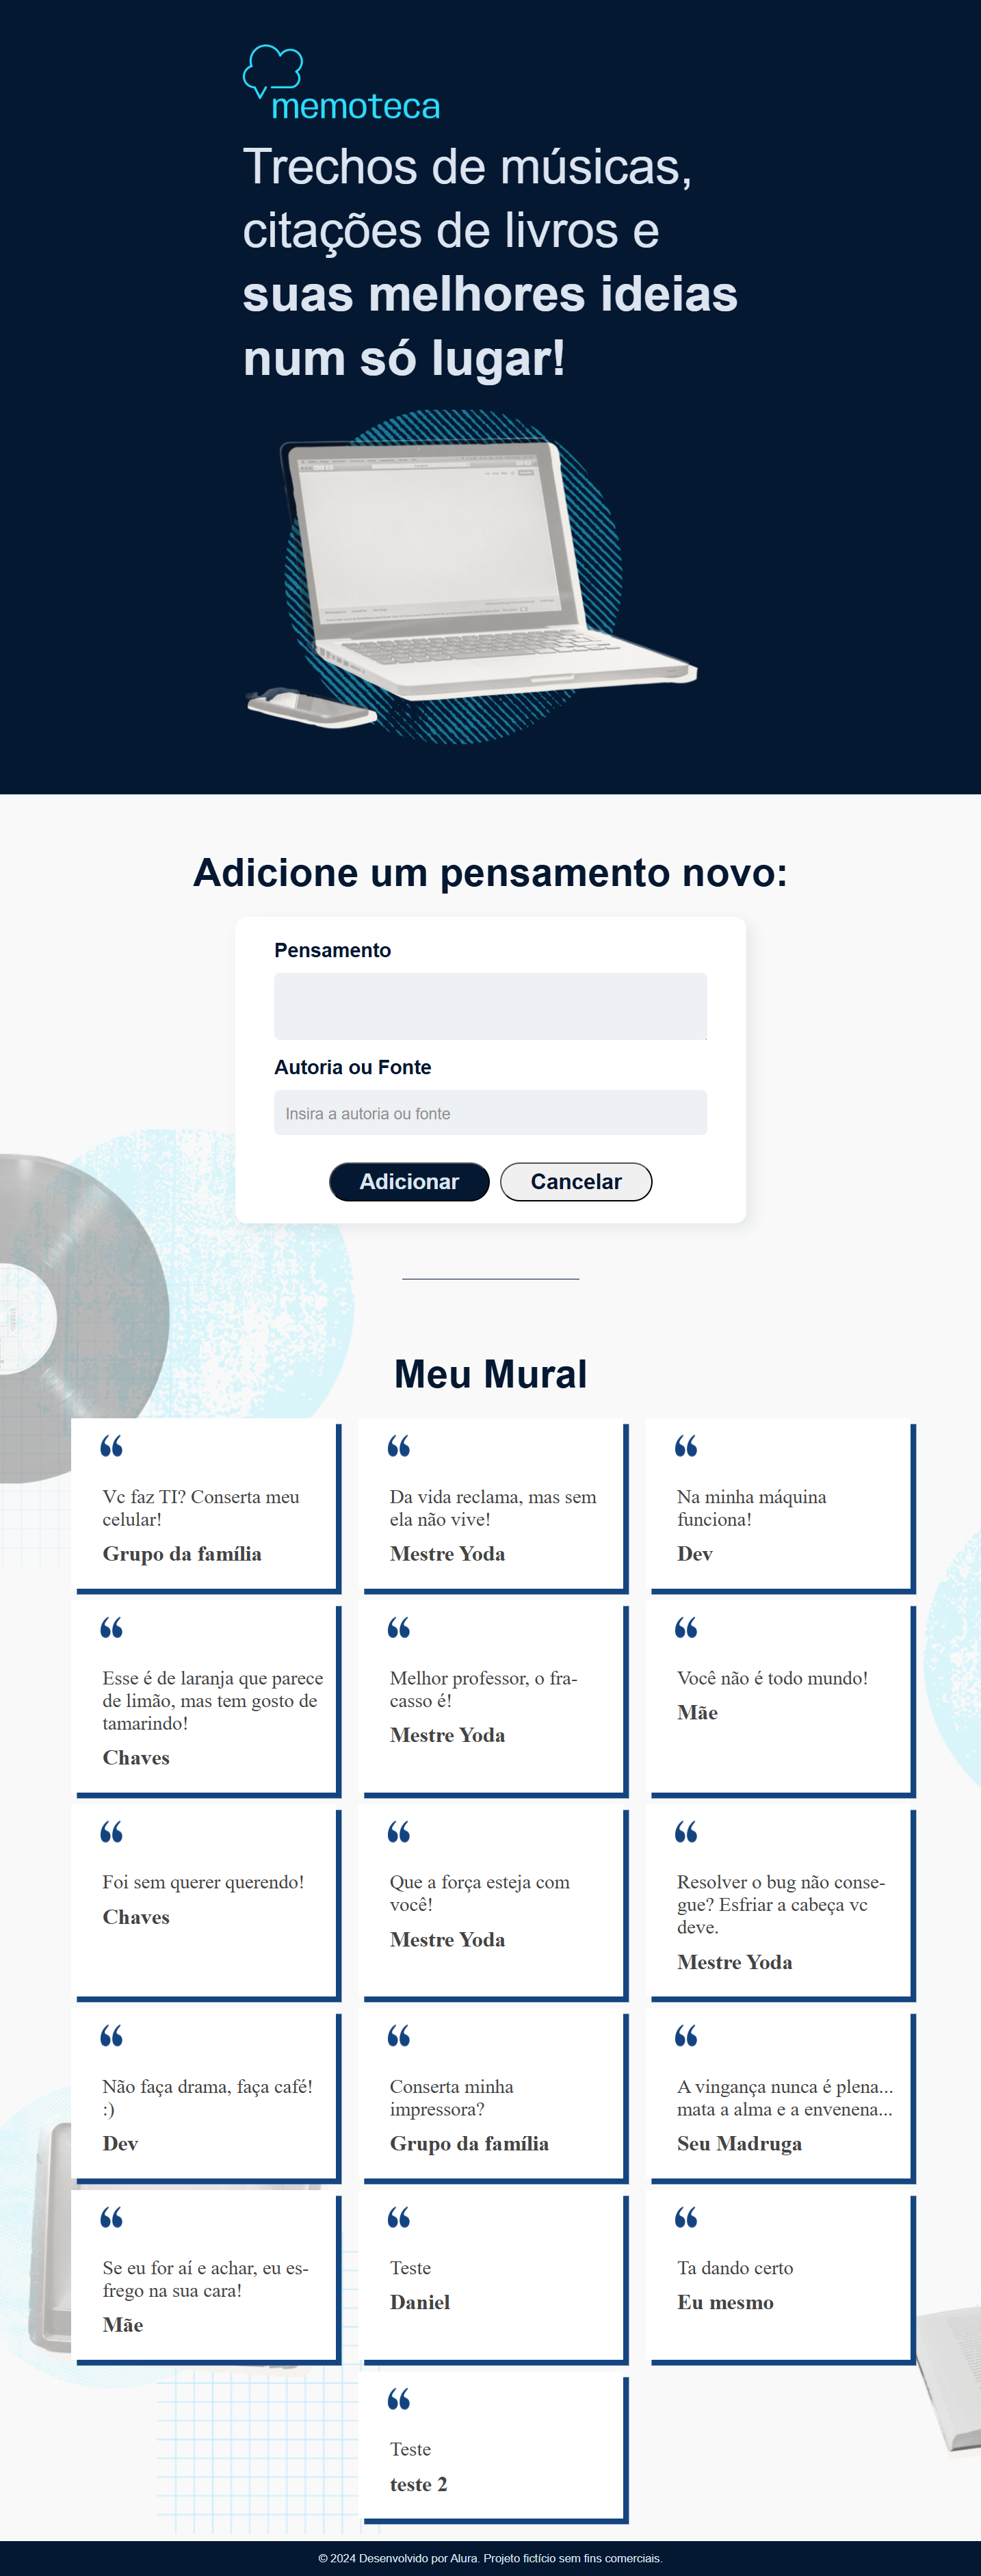 memoteca
Trechos de músicas,
citações de livros e
suas melhores ideias
num só lugar!
Adicione um pensamento novo:
Pensamento
Autoria ou Fonte
Insira a autoria ou fonte
Adicionar
Cancelar
Meu Mural
Vc faz TI? Conserta meu
celular!
Grupo da família
Da vida reclama, mas sem
ela não vive!
Mestre Yoda
Na minha máquina
funciona!
Dev
Esse é de laranja que parece
de limão, mas tem gosto de
tamarindo!
Chaves
Melhor professor, o fra-
casso é!
Mestre Yoda
Você não é todo mundo!
Mãe
Foi sem querer querendo!
Chaves
Que a força esteja com
você!
Mestre Yoda
Resolver o bug não conse-
gue? Esfriar a cabeça vc
deve.
Mestre Yoda
Não faça drama, faça café!
:)
Dev
Conserta minha
impressora?
Grupo da família
A vingança nunca é plena...
mata a alma e a envenena...
Seu Madruga
Se eu for aí e achar, eu es-
frego na sua cara!
Mãe
Teste
Daniel
Ta dando certo
Eu mesmo
Teste
teste 2
© 2024 Desenvolvido por Alura. Projeto fictício sem fins comerciais.